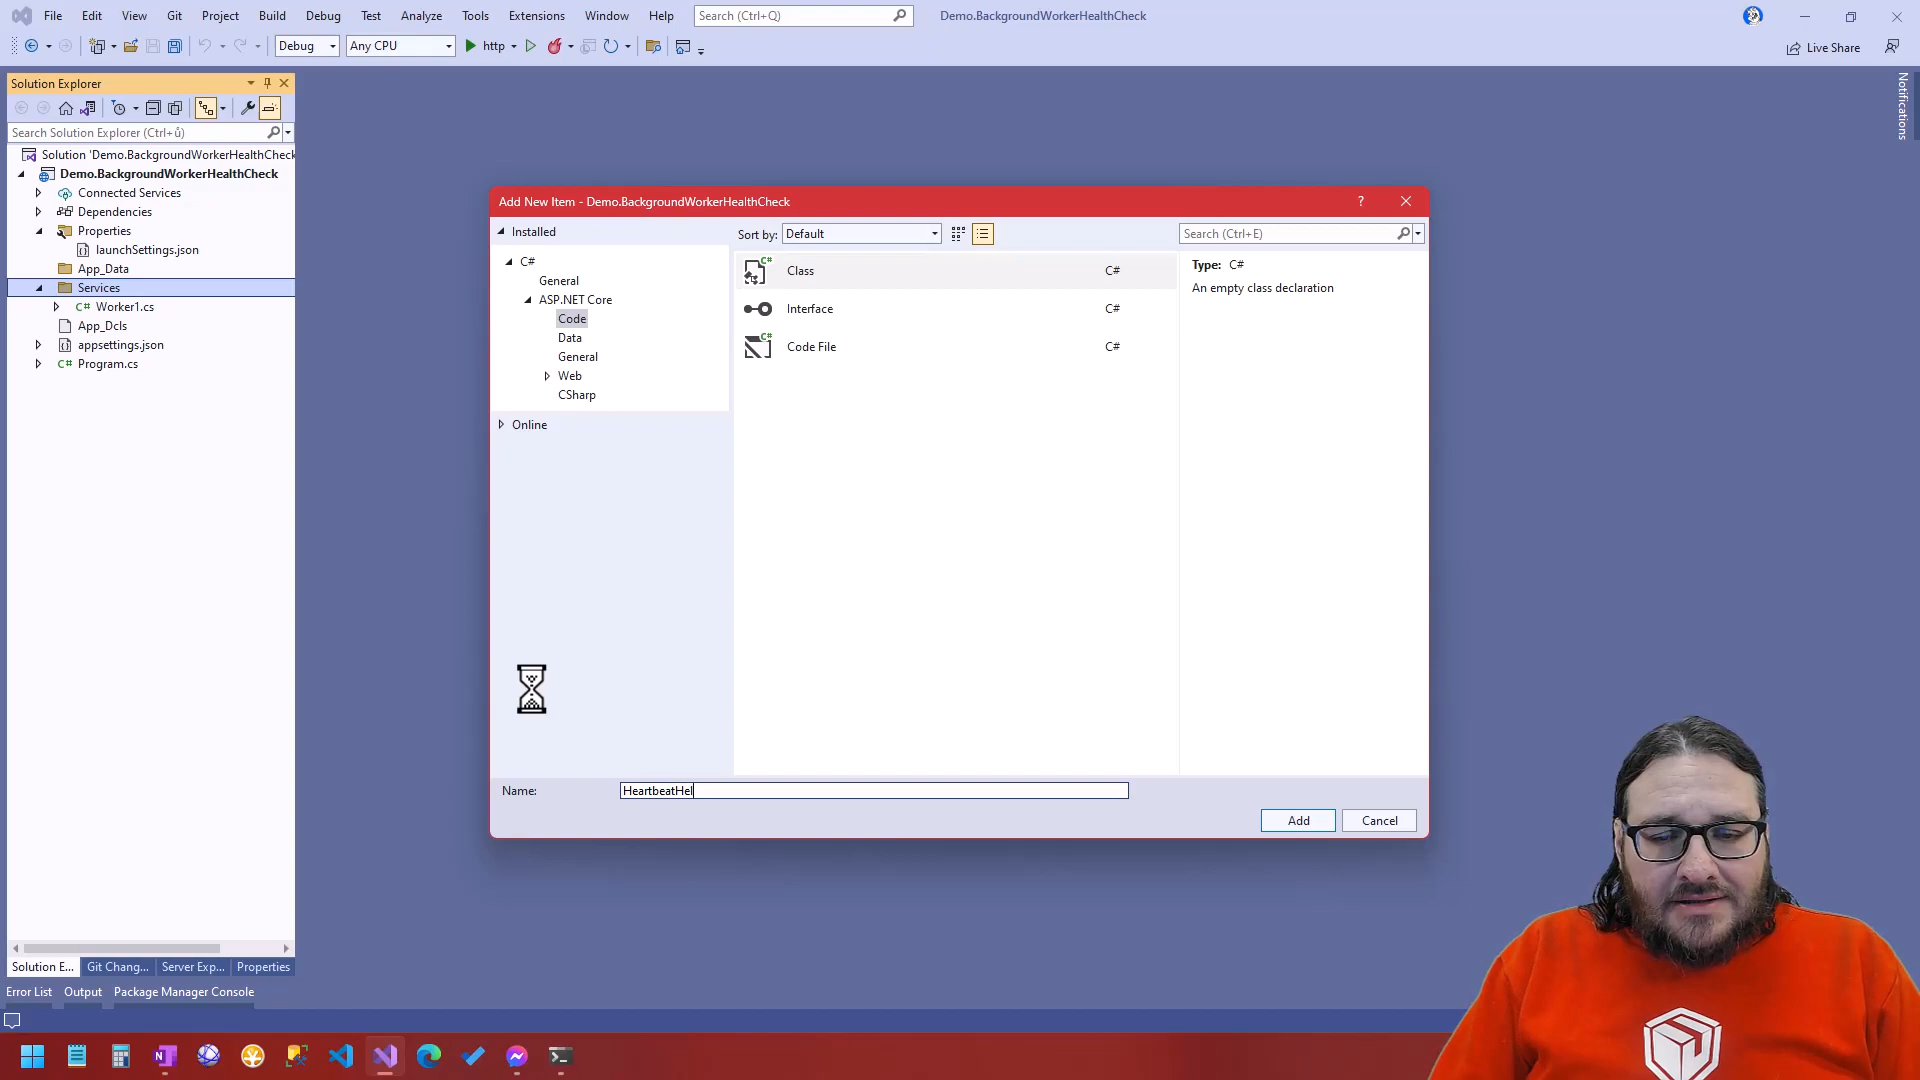 File Edit View Git Project Build Debug Test Analyze Tools Extensions Window Help Search (Ctrl+Q) Demo.BackgroundWorkerHealthCheck
Debug Any CPU http Live Share
Notifications
Solution Explorer
Search Solution Explorer (Ctrl+ů)
Solution 'Demo.BackgroundWorkerHealthCheck
Demo.BackgroundWorkerHealthCheck
Connected Services
Dependencies
Properties
launchSettings.json
App_Data
Services
C# Worker1.cs
App_Dcls
appsettings.json
C# Program.cs
Solution E... Git Chang... Server Exp... Properties
Error List Output Package Manager Console
Add New Item - Demo.BackgroundWorkerHealthCheck
Installed
C#
General
ASP.NET Core
Code
Data
General
Web
CSharp
Online
Sort by: Default
Class C#
Interface C#
Code File C#
Search (Ctrl+E)
Type: C#
An empty class declaration
Name: HeartbeatHel
Add Cancel